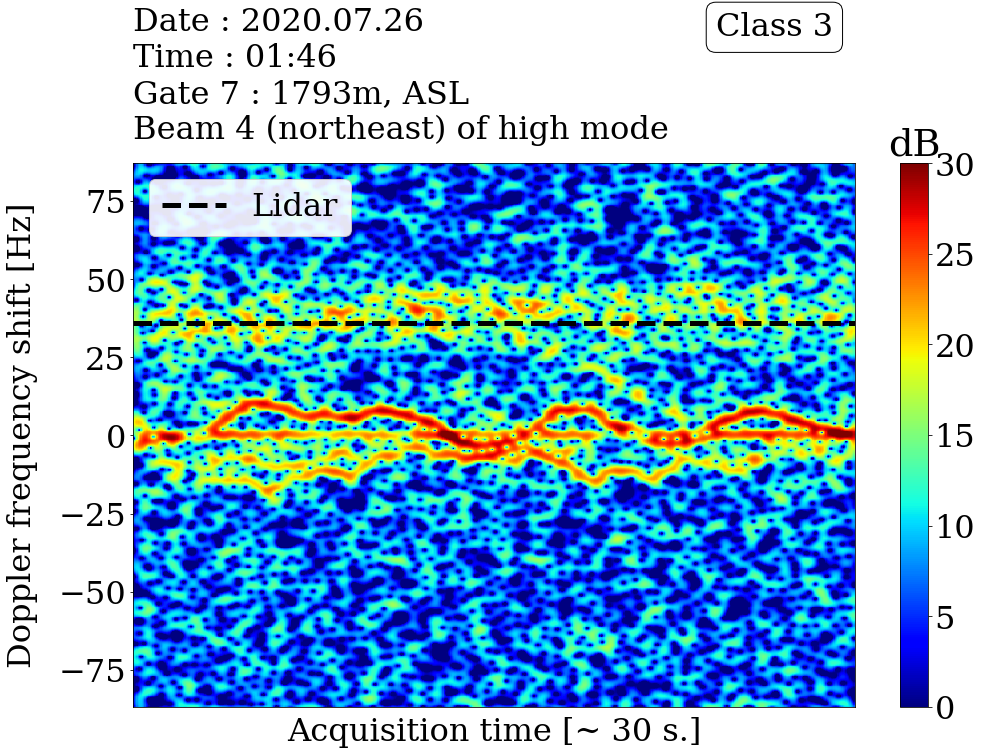 Date : 2020.07.26
Time : 01:46
Gate 7 : 1793m, ASL
Beam 4 (northeast) of high mode
Class 3
dB
Lidar
Doppler frequency shift [Hz]
75
50
25
0
−25
−50
−75
30
25
20
15
10
5
0
Acquisition time [~ 30 s.]